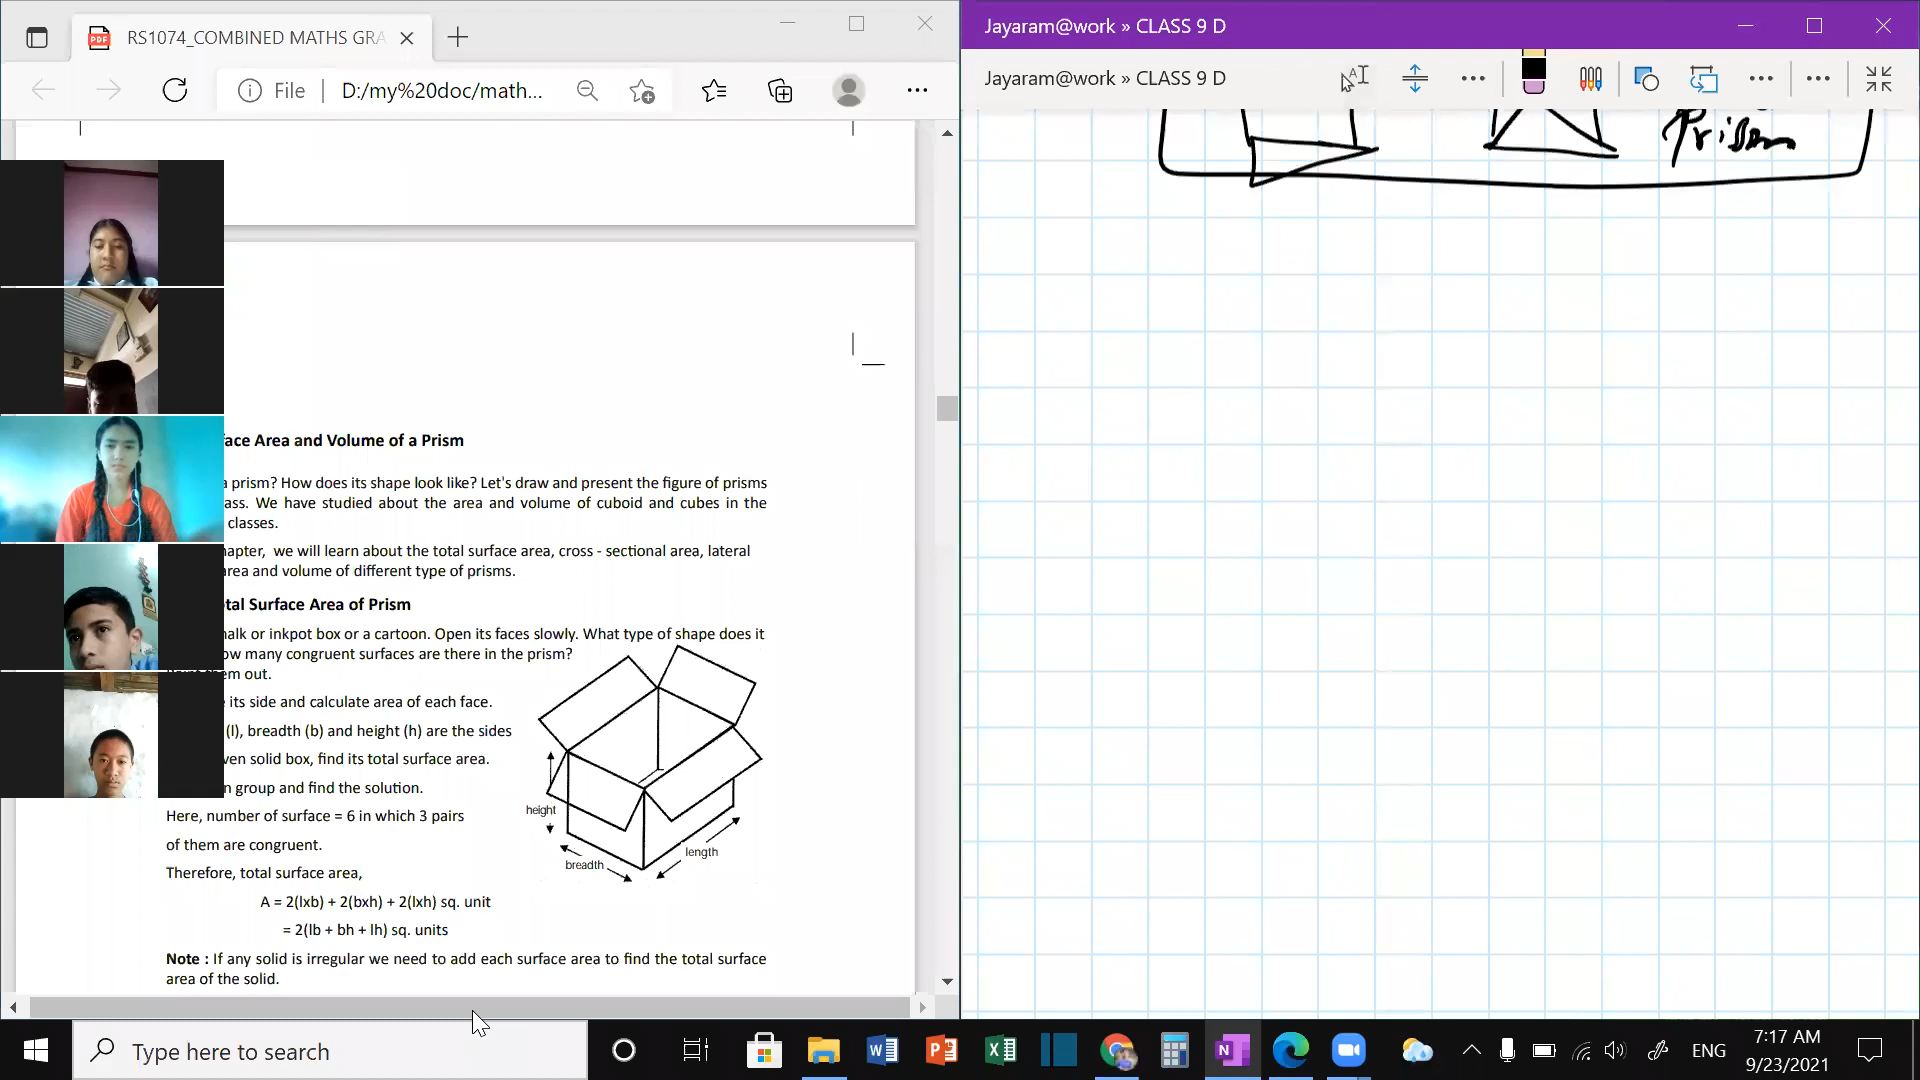 RS1074_COMBINED MATHS GRA
File
D:/my%20doc/math...
face Area and Volume of a Prism
a prism? How does its shape look like? Let's draw and present the figure of prisms
ass. We have studied about the area and volume of cuboid and cubes in the
classes.
hapter, we will learn about the total surface area, cross - sectional area, lateral
area and volume of different type of prisms.
otal Surface Area of Prism
halk or inkpot box or a cartoon. Open its faces slowly. What type of shape does it
ow many congruent surfaces are there in the prism?
em out.
its side and calculate area of each face.
(l), breadth (b) and height (h) are the sides
ven solid box, find its total surface area.
n group and find the solution.
Here, number of surface = 6 in which 3 pairs
of them are congruent.
Therefore, total surface area,
A = 2(lxb) + 2(bxh) + 2(lxh) sq. unit
= 2(lb + bh + lh) sq. units
Note : If any solid is irregular we need to add each surface area to find the total surface
area of the solid.
height
breadth
length
Jayaram@work » CLASS 9 D
Jayaram@work » CLASS 9 D
Prism
Type here to search
ENG
7:17 AM
9/23/2021